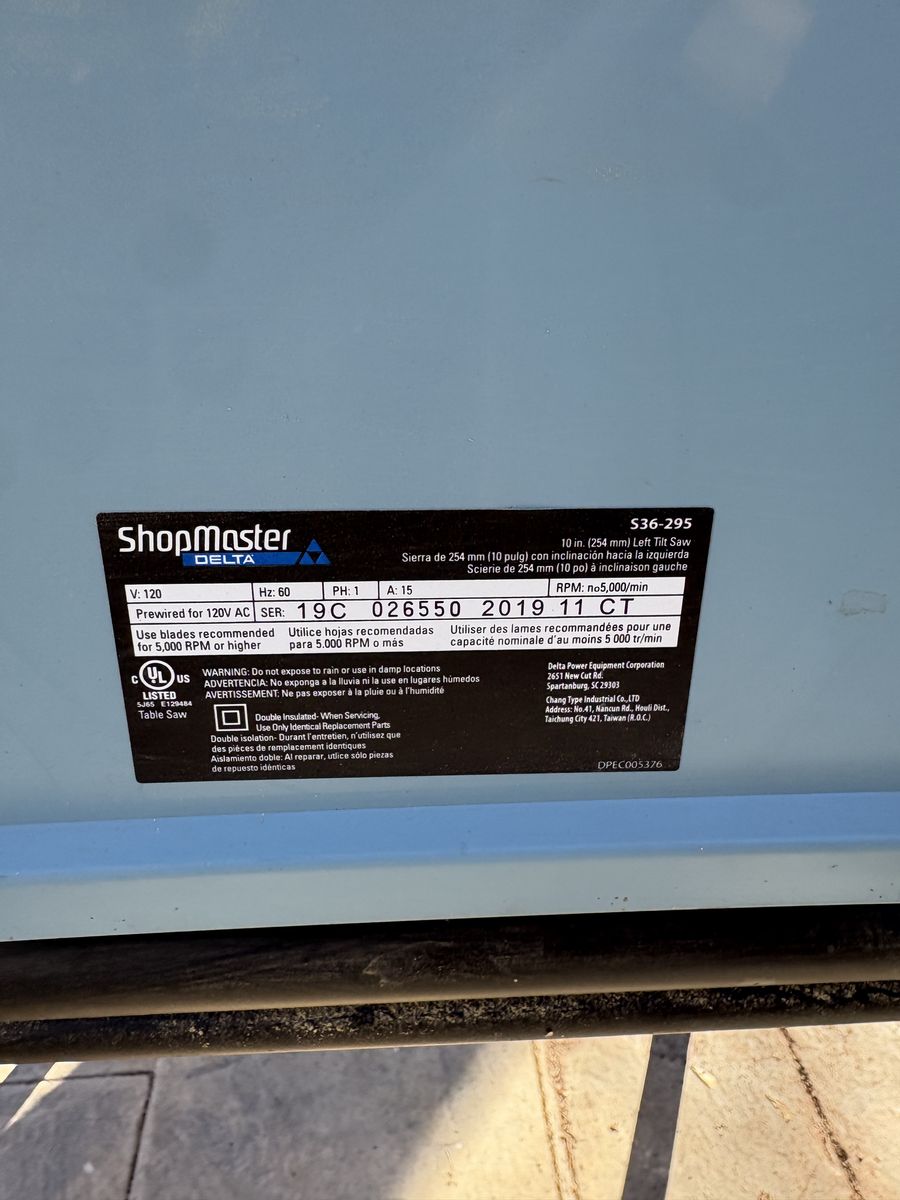 ShopMaster
DELTA
S36-295
10 in. (254 mm) Left Tilt Saw
Sierra de 254 mm (10 pulg) con inclinación hacia la izquierda
Scierie de 254 mm (10 po) à inclinaison gauche
V: 120 Hz: 60 PH: 1 A: 15 RPM: no5,000/min
Prewired for 120V AC SER: 19C 026550 2019 11 CT
Use blades recommended
for 5,000 RPM or higher
Utilice hojas recomendadas
para 5.000 RPM o más
Utiliser des lames recommandées pour une
capacité nominale d'au moins 5 000 tr/min
C UL US
LISTED
5J65 E129484
Table Saw
WARNING: Do not expose to rain or use in damp locations
ADVERTENCIA: No exponga a la lluvia ni la use en lugares húmedos
AVERTISSEMENT: Ne pas exposer à la pluie ou à l'humidité
Double Insulated- When Servicing,
Use Only Identical Replacement Parts
Double isolation- Durant l'entretien, n'utilisez que
des pièces de remplacement identiques
Aislamiento doble: Al reparar, utlice sólo piezas
de repuesto idénticas
Delta Power Equipment Corporation
2651 New Cut Rd.
Spartanburg, SC 29303
Chang Type Industrial Co.,LTD
Address: No.41, Nancun Rd., Houli Dist.,
Taichung City 421, Taiwan (R.O.C.)
DPEC005376